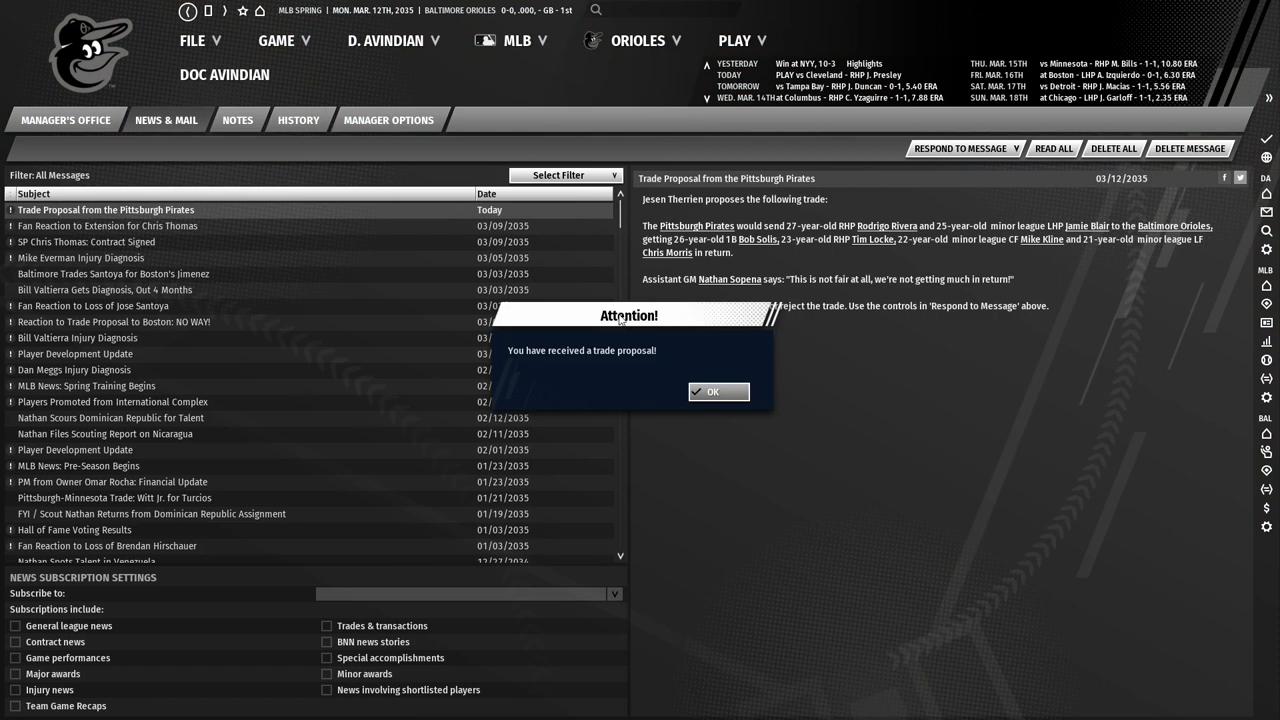 MLB SPRING | MON. MAR. 12TH, 2035 | BALTIMORE ORIOLES 0-0, .000, - GB - 1st
FILE GAME D. AVINDIAN MLB ORIOLES PLAY
DOC AVINDIAN
YESTERDAY Win at NYY, 10-3 Highlights
TODAY PLAY vs Cleveland - RHP J. Presley
TOMORROW vs Tampa Bay - RHP J. Duncan - 0-1, 5.40 ERA
WED. MAR. 14TH at Columbus - RHP C. Yzaguirre - 1-1, 7.88 ERA
THU. MAR. 15TH vs Minnesota - RHP M. Bills - 1-1, 10.80 ERA
FRI. MAR. 16TH at Boston - LHP A. Izquierdo - 0-1, 6.30 ERA
SAT. MAR. 17TH vs Detroit - RHP J. Macias - 1-1, 5.56 ERA
SUN. MAR. 18TH at Chicago - LHP J. Garloff - 1-1, 2.35 ERA
MANAGER'S OFFICE NEWS & MAIL NOTES HISTORY MANAGER OPTIONS
RESPOND TO MESSAGE READ ALL DELETE ALL DELETE MESSAGE
Filter: All Messages Select Filter
Subject Date
! Trade Proposal from the Pittsburgh Pirates Today
! Fan Reaction to Extension for Chris Thomas 03/09/2035
! SP Chris Thomas: Contract Signed 03/09/2035
! Mike Everman Injury Diagnosis 03/05/2035
Baltimore Trades Santoya for Boston's Jimenez 03/03/2035
Bill Valtierra Gets Diagnosis, Out 4 Months 03/03/2035
! Fan Reaction to Loss of Jose Santoya 03/0
! Reaction to Trade Proposal to Boston: NO WAY! 03/
! Bill Valtierra Injury Diagnosis 03/
! Player Development Update 03/
! Dan Meggs Injury Diagnosis 02/
! MLB News: Spring Training Begins 02/
! Players Promoted from International Complex 02/
Nathan Scours Dominican Republic for Talent 02/12/2035
Nathan Files Scouting Report on Nicaragua 02/11/2035
! Player Development Update 02/01/2035
! MLB News: Pre-Season Begins 01/23/2035
! PM from Owner Omar Rocha: Financial Update 01/23/2035
Pittsburgh-Minnesota Trade: Witt Jr. for Turcios 01/21/2035
FYI / Scout Nathan Returns from Dominican Republic Assignment 01/19/2035
! Hall of Fame Voting Results 01/03/2035
! Fan Reaction to Loss of Brendan Hirschauer 01/03/2035
Nathan Spots Talent in Venezuela 12/27/2034
Trade Proposal from the Pittsburgh Pirates 03/12/2035
Jesen Therrien proposes the following trade:
The Pittsburgh Pirates would send 27-year-old RHP Rodrigo Rivera and 25-year-old minor league LHP Jamie Blair to the Baltimore Orioles,
getting 26-year-old 1B Bob Solis, 23-year-old RHP Tim Locke, 22-year-old minor league CF Mike Kline and 21-year-old minor league LF
Chris Morris in return.
Assistant GM Nathan Sopena says: "This is not fair at all, we're not getting much in return!"
reject the trade. Use the controls in 'Respond to Message' above.
Attention!
You have received a trade proposal!
OK
NEWS SUBSCRIPTION SETTINGS
Subscribe to:
Subscriptions include:
General league news Trades & transactions
Contract news BNN news stories
Game performances Special accomplishments
Major awards Minor awards
Injury news News involving shortlisted players
Team Game Recaps
DA
MLB
BAL